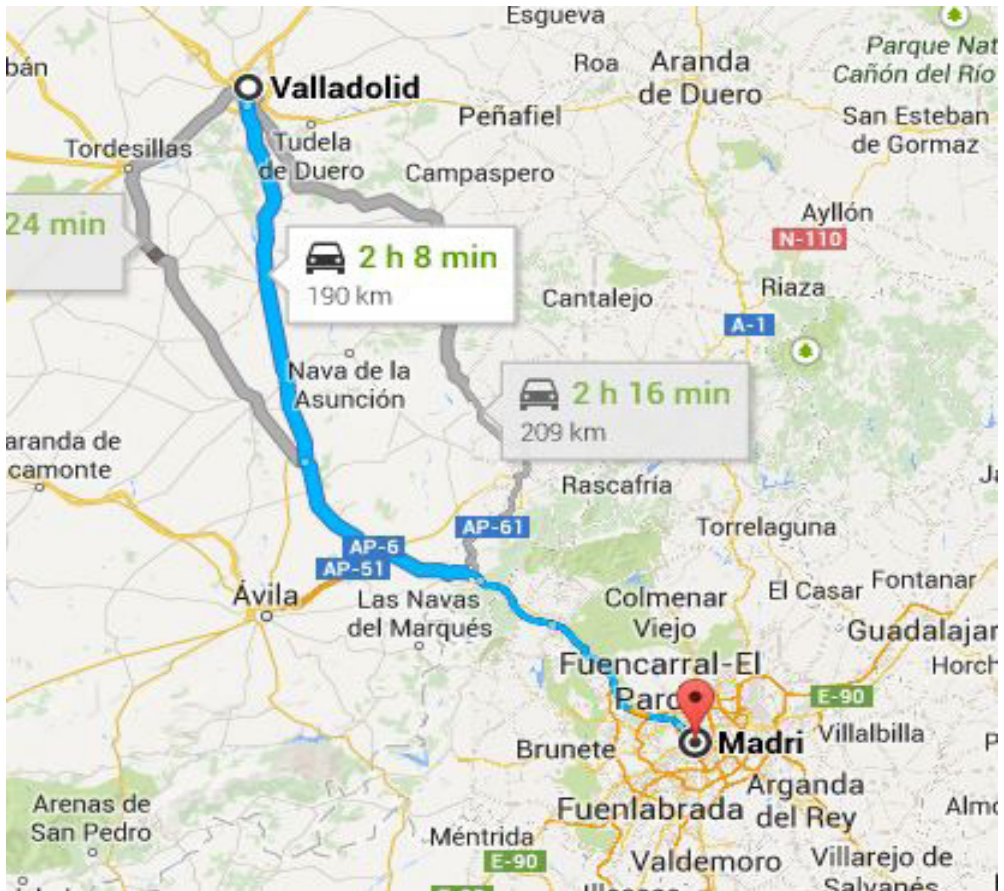 Esgueva
Parque Nat
Cañón del Río
bán
Roa
Aranda
de Duero
Valladolid
Peñafiel
San Esteban
de Gormaz
Tordesillas
Tudela
de Duero
Campaspero
24 min
Ayllón
N-110
2 h 8 min
190 km
Cantalejo
Riaza
A-1
Nava de la
Asunción
2 h 16 min
209 km
aranda de
camonte
Rascafría
Ja
AP-61
Torrelaguna
AP-6
AP-51
Ávila
Las Navas
del Marqués
Colmenar
Viejo
El Casar
Fontanar
Guadalajar
Fuencarral-El
Pardo
Horch
E-90
Brunete
Madri
Villalbilla
P
Arganda
del Rey
Fuenlabrada
Arenas de
San Pedro
Almo
Méntrida
E-90
Valdemoro
Villarejo de
Salvanés